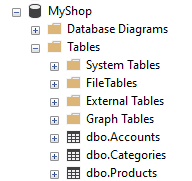 MyShop
Database Diagrams
Tables
System Tables
FileTables
External Tables
Graph Tables
dbo.Accounts
dbo.Categories
dbo.Products